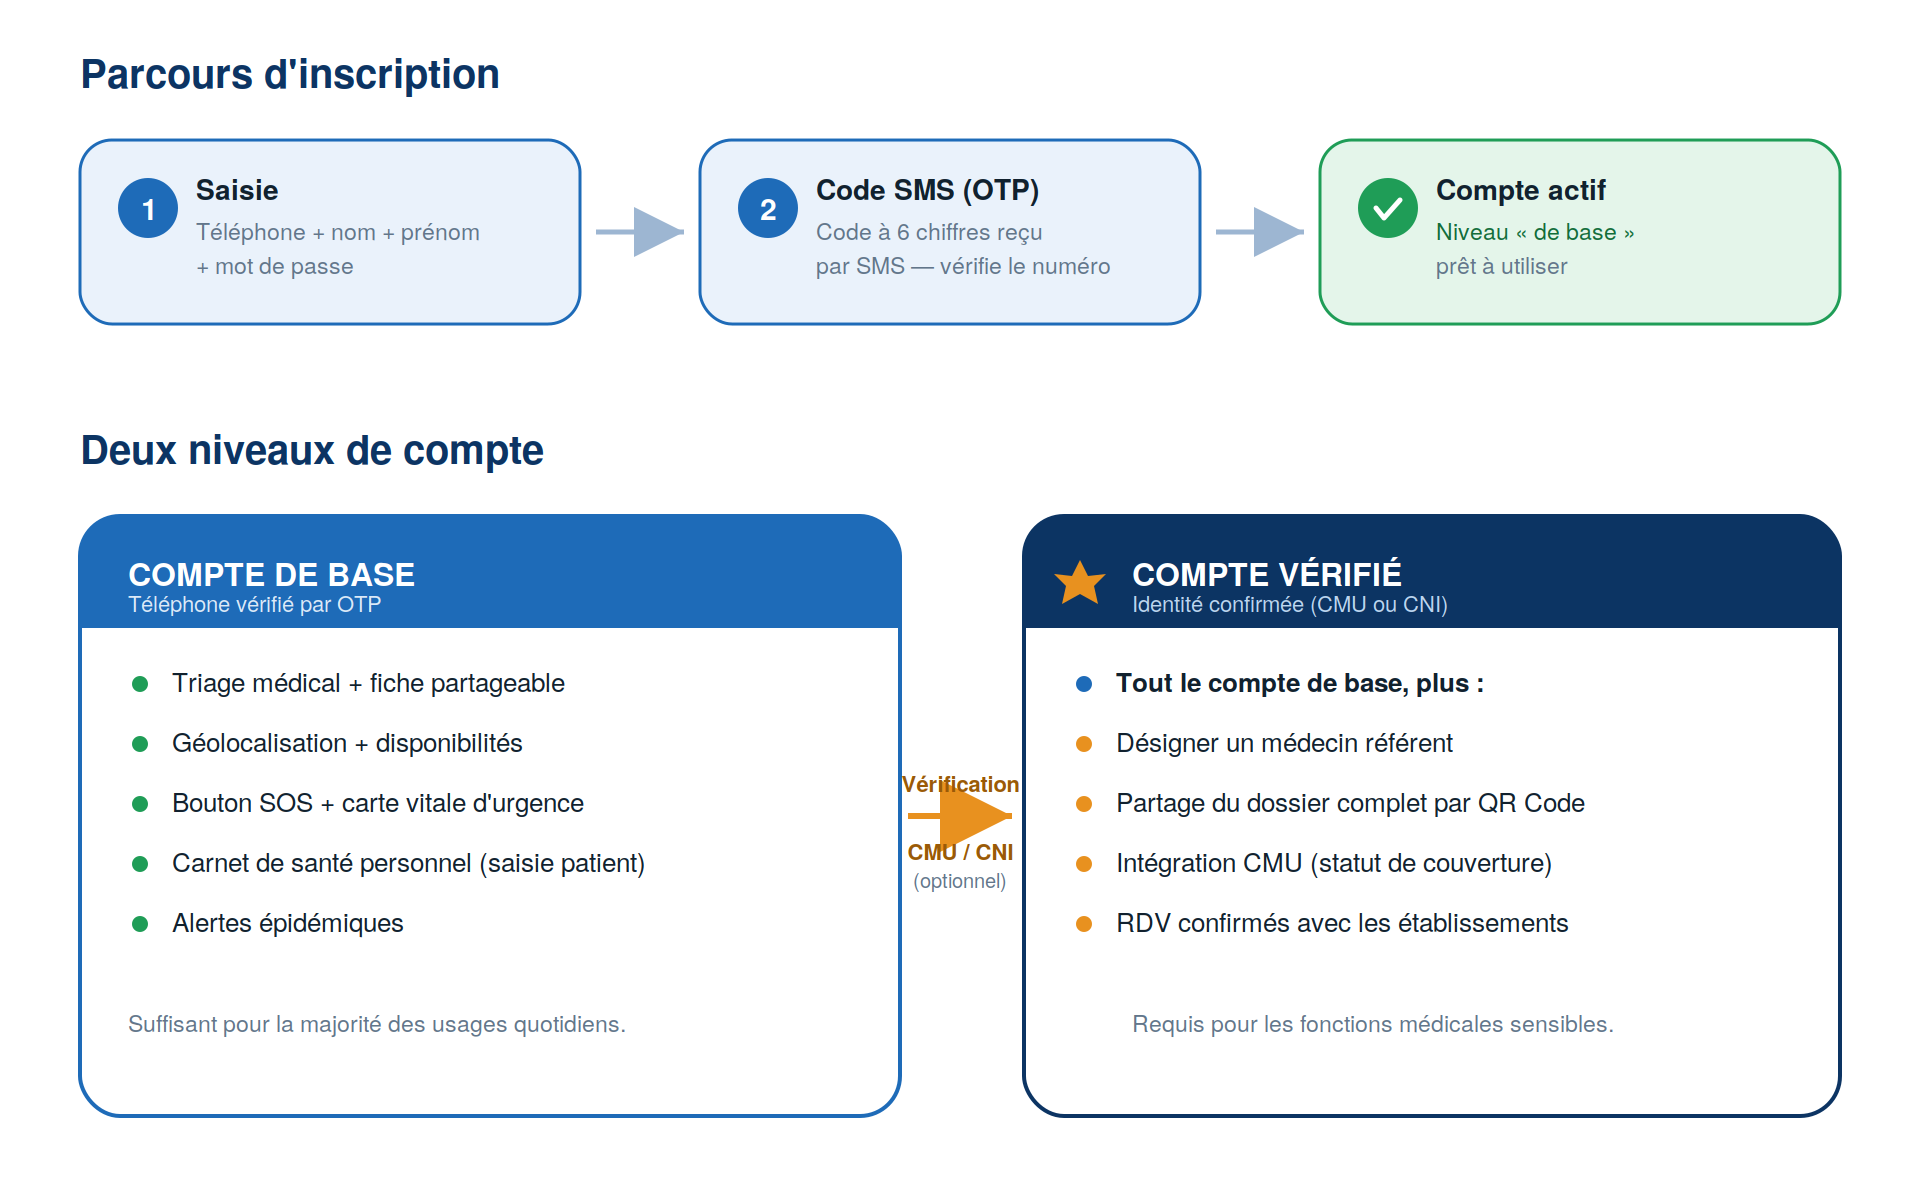 Parcours d'inscription
1
Saisie
Téléphone + nom + prénom
+ mot de passe
2
Code SMS (OTP)
Code à 6 chiffres reçu
par SMS — vérifie le numéro
Compte actif
Niveau « de base »
prêt à utiliser
Deux niveaux de compte
COMPTE DE BASE
Téléphone vérifié par OTP
Triage médical + fiche partageable
Géolocalisation + disponibilités
Bouton SOS + carte vitale d'urgence
Carnet de santé personnel (saisie patient)
Alertes épidémiques
Suffisant pour la majorité des usages quotidiens.
Vérification
CMU / CNI
(optionnel)
COMPTE VÉRIFIÉ
Identité confirmée (CMU ou CNI)
Tout le compte de base, plus :
Désigner un médecin référent
Partage du dossier complet par QR Code
Intégration CMU (statut de couverture)
RDV confirmés avec les établissements
Requis pour les fonctions médicales sensibles.